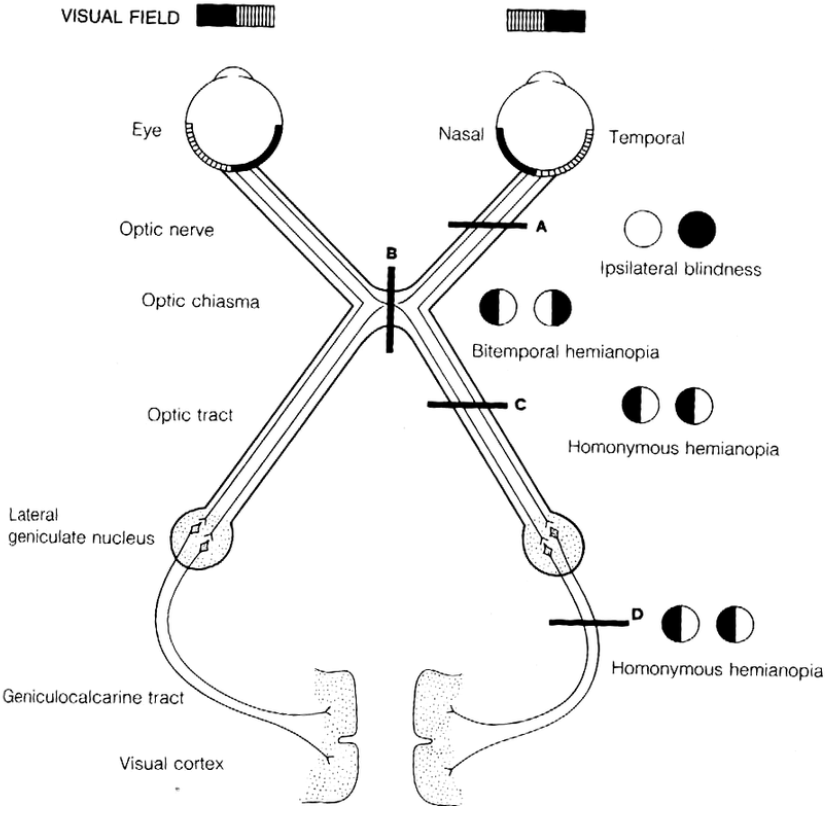 VISUAL FIELD
Eye
Nasal
Temporal
Optic nerve
A
Ipsilateral blindness
B
Optic chiasma
Bitemporal hemianopia
Optic tract
C
Homonymous hemianopia
Lateral
geniculate nucleus
D
Homonymous hemianopia
Geniculocalcarine tract
Visual cortex